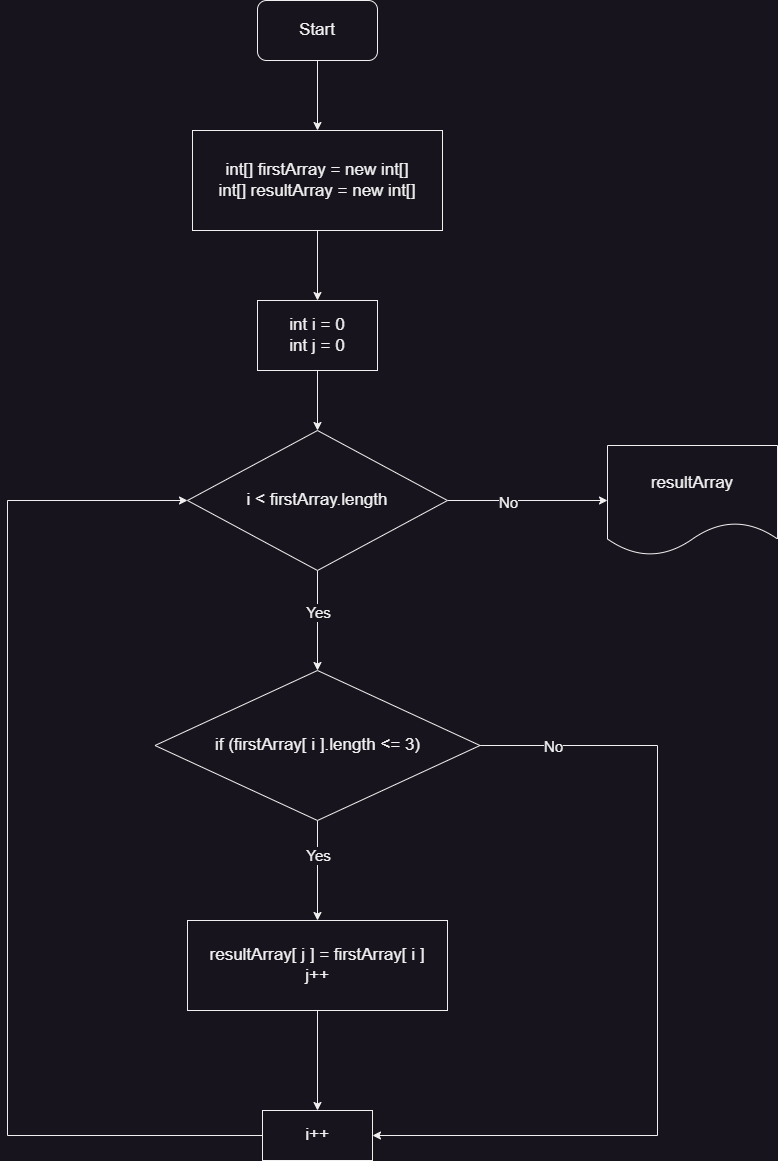 Start
int[] firstArray = new int[]
int[] resultArray = new int[]
int i = 0
int j = 0
i < firstArray.length
No
resultArray
Yes
if (firstArray[ i ].length <= 3)
No
Yes
resultArray[ j ] = firstArray[ i ]
j++
i++